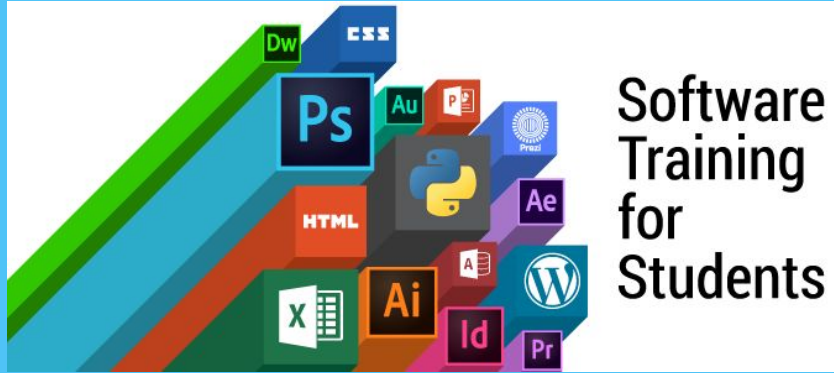 Dw
CSS
Ps
Au
P
Prezi
HTML
Ae
A
X
Ai
W
Id
Pr
Software
Training
for
Students